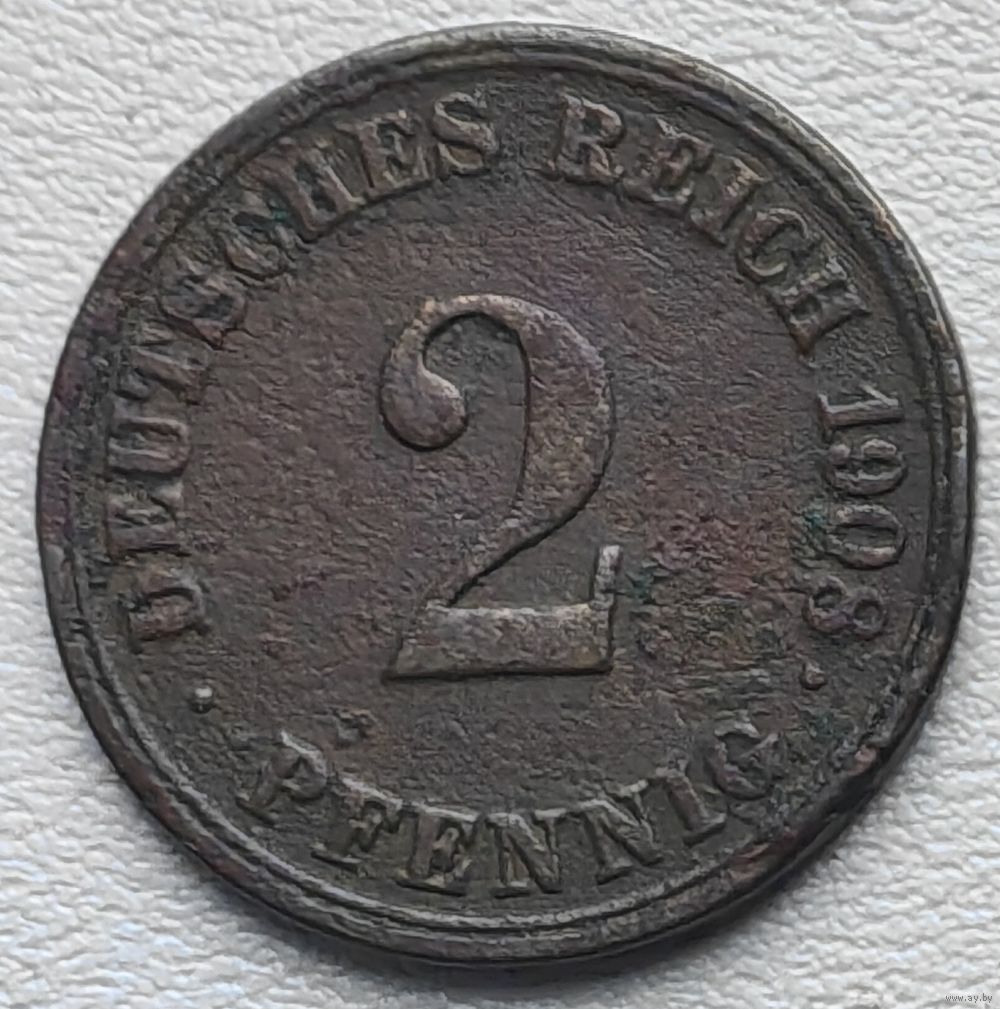 DEUTSCHES REICH 1908
2
PFENNIG
www.ay.by